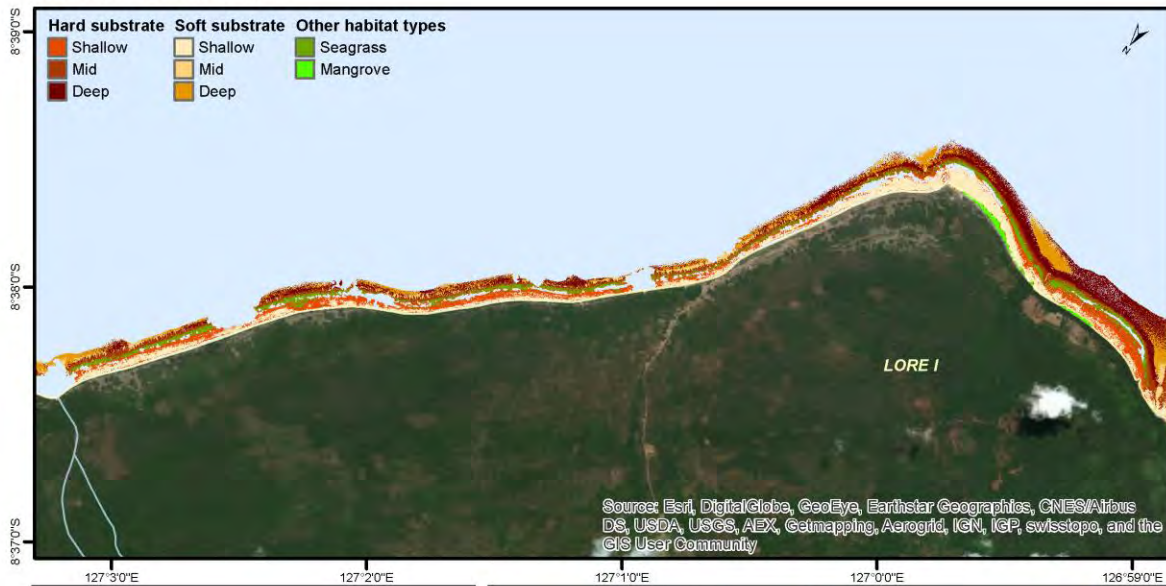 Hard substrate Soft substrate Other habitat types
Shallow Shallow Seagrass
Mid Mid Mangrove
Deep Deep
N
8°39'0"S
8°38'0"S
8°37'0"S
LORE I
Source: Esri, DigitalGlobe, GeoEye, Earthstar Geographics, CNES/Airbus
DS, USDA, USGS, AEX, Getmapping, Aerogrid, IGN, IGP, swisstopo, and the
GIS User Community
127°3'0"E 127°2'0"E 127°1'0"E 127°0'0"E 126°59'0"E